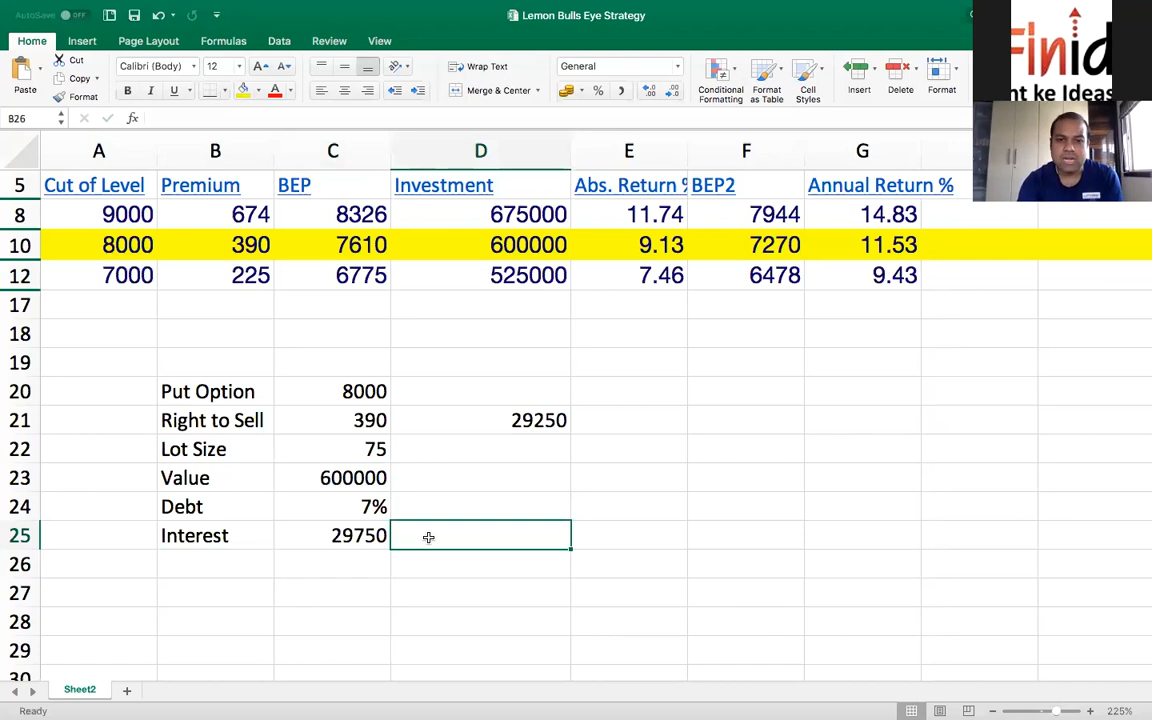 AutoSave OFF
Lemon Bulls Eye Strategy
Home Insert Page Layout Formulas Data Review View
Paste
Cut
Copy
Format
Calibri (Body) 12
A A
B I U
Wrap Text
Merge & Center
General
Conditional Formatting
Format as Table
Cell Styles
Insert
Delete
Format
Finid
nt ke Ideas
B26 fx
A B C D E F G
5 Cut of Level Premium BEP Investment Abs. Return % BEP2 Annual Return %
8 9000 674 8326 675000 11.74 7944 14.83
10 8000 390 7610 600000 9.13 7270 11.53
12 7000 225 6775 525000 7.46 6478 9.43
17
18
19
20 Put Option 8000
21 Right to Sell 390 29250
22 Lot Size 75
23 Value 600000
24 Debt 7%
25 Interest 29750
26
27
28
29
30
Sheet2 +
Ready
225%